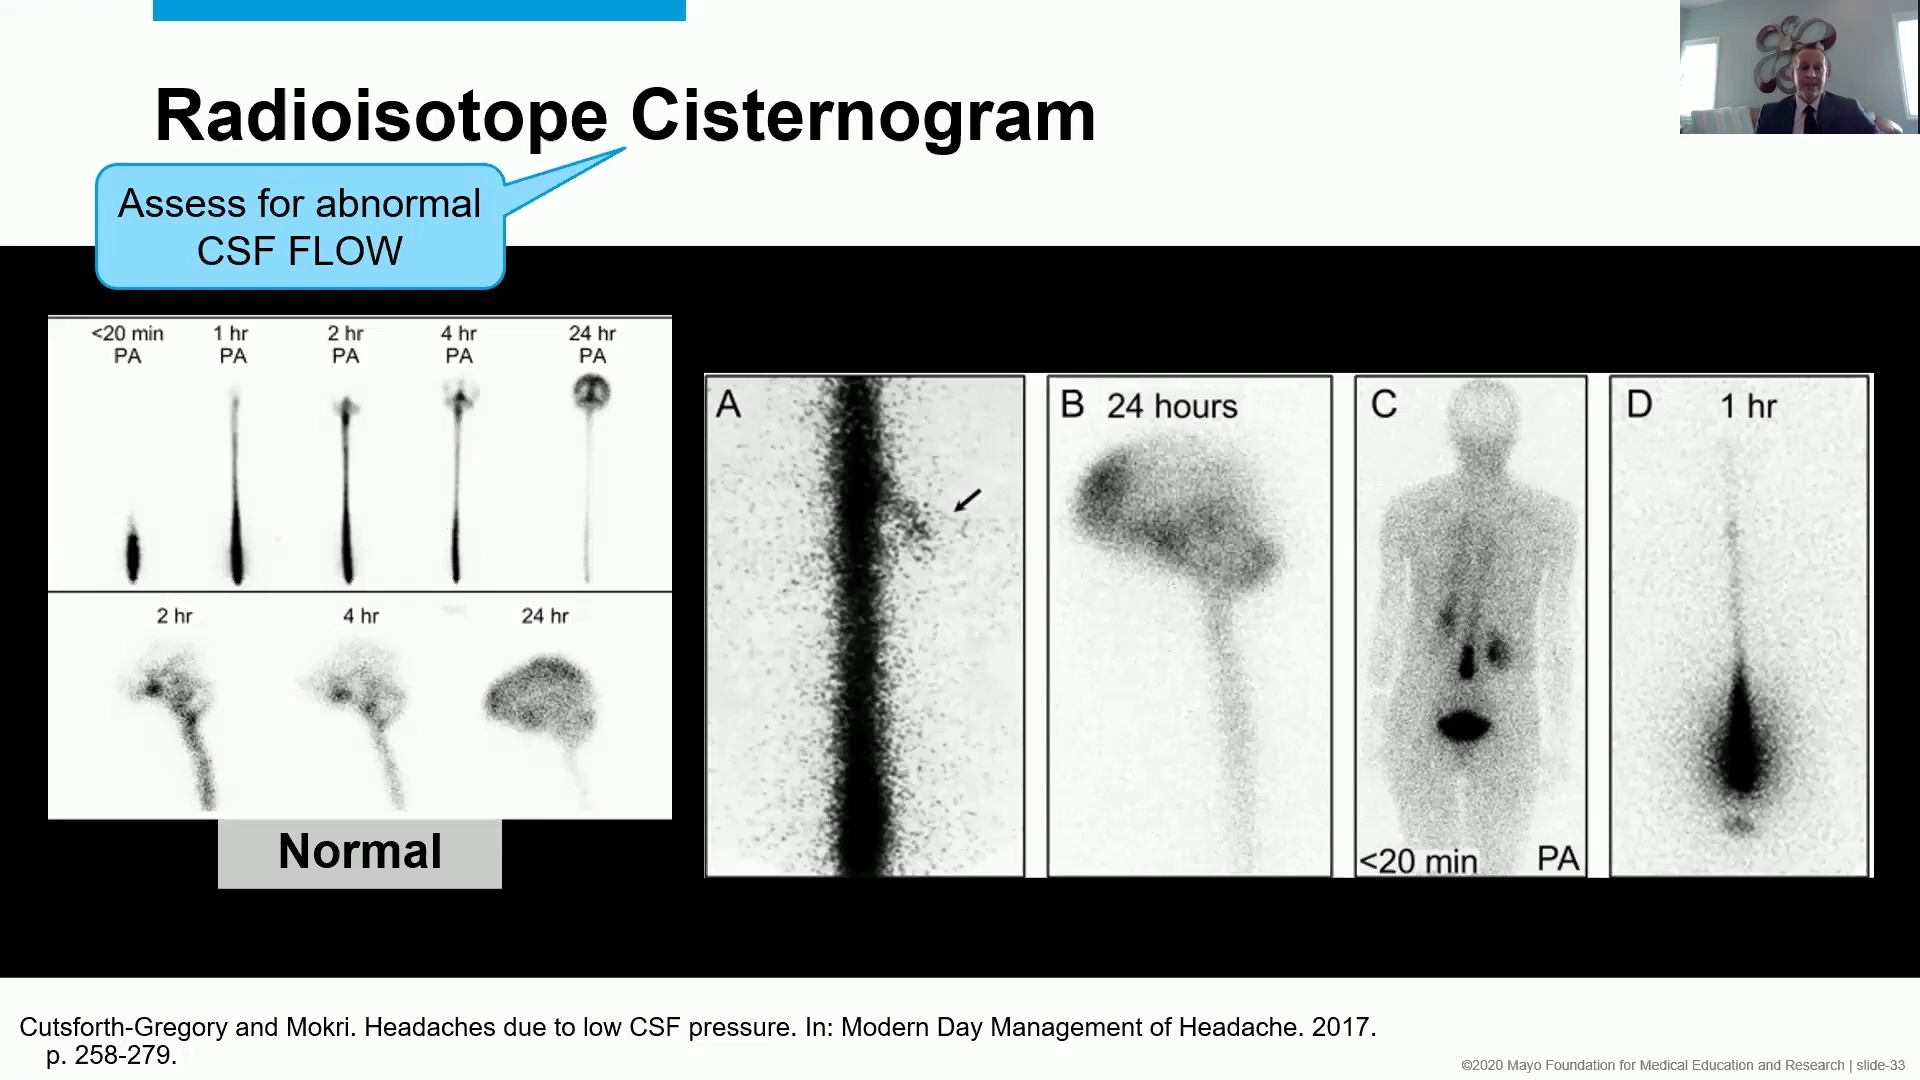 Radioisotope Cisternogram
Assess for abnormal
CSF FLOW
<20 min 1 hr 2 hr 4 hr 24 hr
PA PA PA PA PA
2 hr 4 hr 24 hr
Normal
A
B 24 hours
C
<20 min PA
D 1 hr
Cutsforth-Gregory and Mokri. Headaches due to low CSF pressure. In: Modern Day Management of Headache. 2017.
p. 258-279.
©2020 Mayo Foundation for Medical Education and Research | slide-33